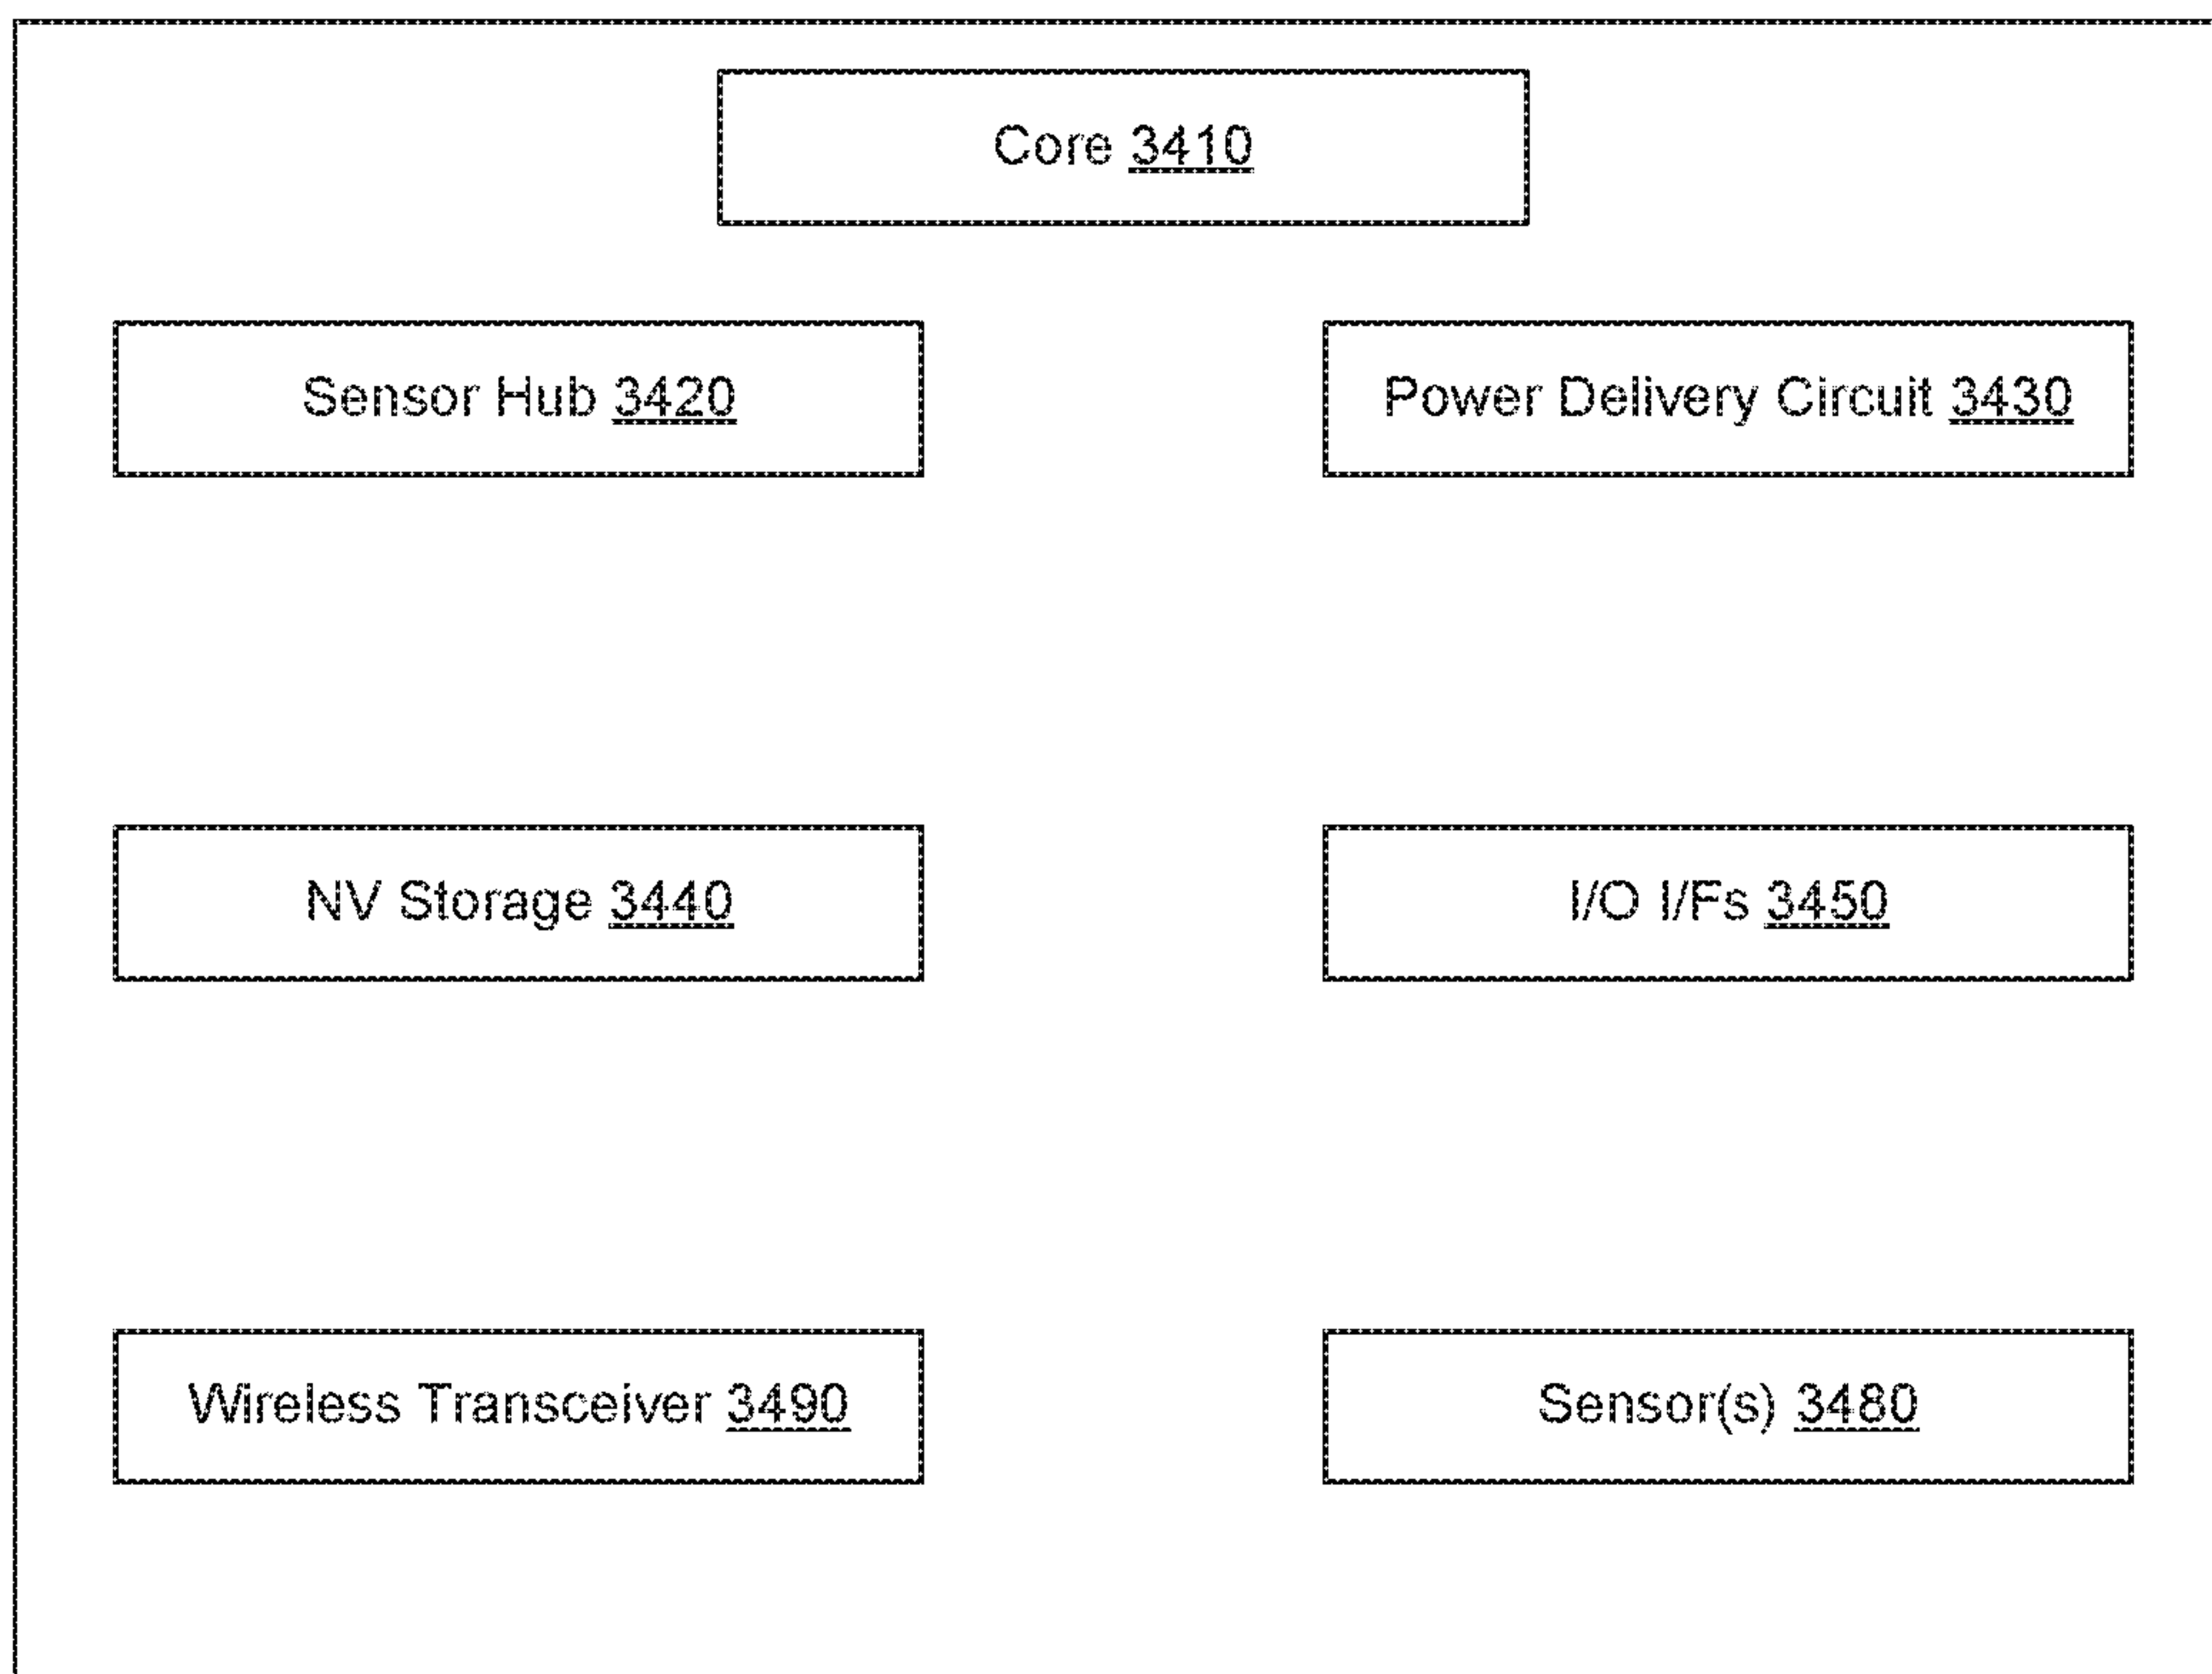 Core 3410
Sensor Hub 3420
Power Delivery Circuit 3430
NV Storage 3440
I/O I/Fs 3450
Wireless Transceiver 3490
Sensor(s) 3480